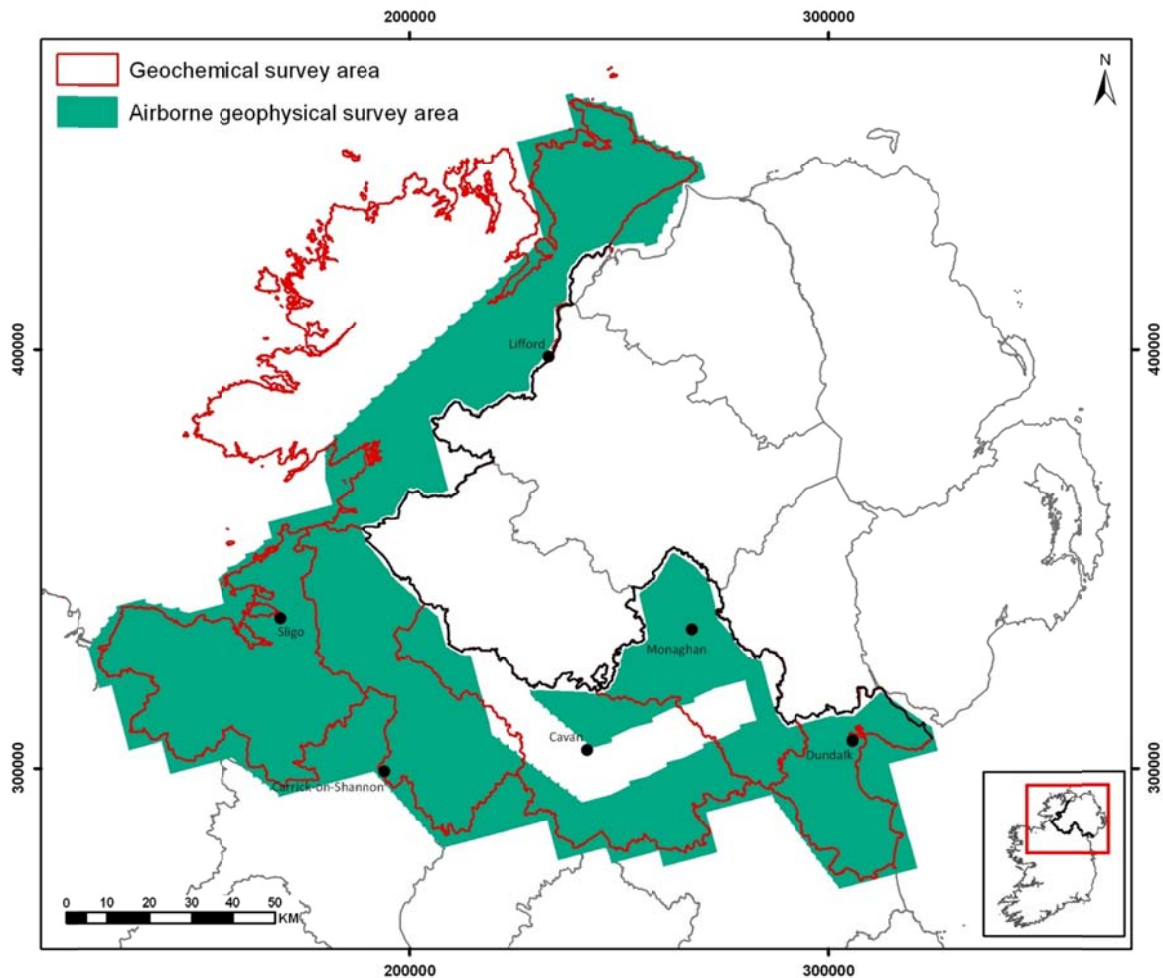 200000
300000
Geochemical survey area
Airborne geophysical survey area
N
400000
400000
Lifford
Sligo
Monaghan
Cavan
Dundalk
Carrick-on-Shannon
300000
300000
0 10 20 30 40 50
KM
200000
300000